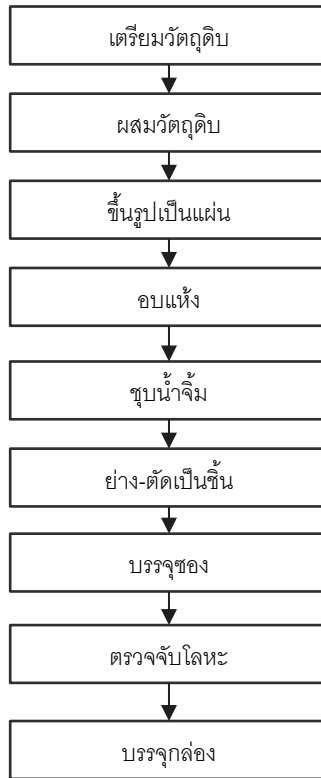 เตรียมวัตถุดิบ
ผสมวัตถุดิบ
ขึ้นรูปเป็นแผ่น
อบแห้ง
ชุบน้ำจิ้ม
ย่าง-ตัดเป็นชิ้น
บรรจุซอง
ตรวจจับโลหะ
บรรจุกล่อง